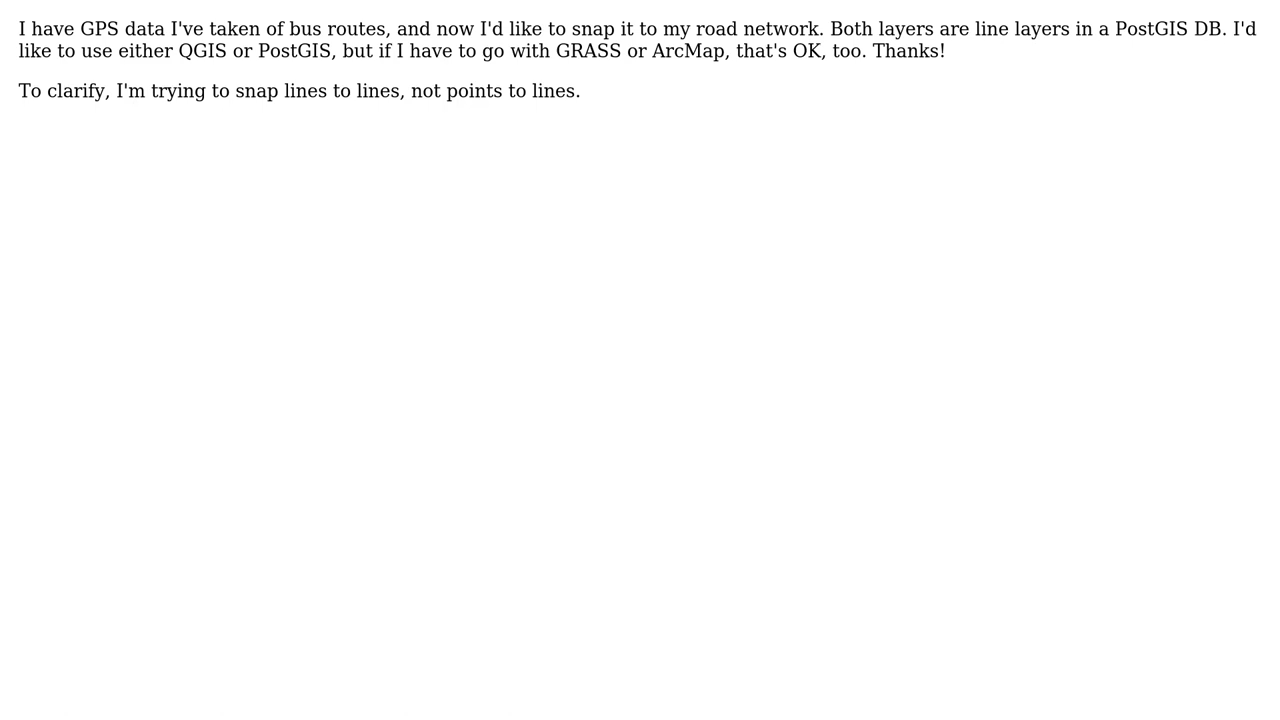 I have GPS data I've taken of bus routes, and now I'd like to snap it to my road network. Both layers are line layers in a PostGIS DB. I'd
like to use either QGIS or PostGIS, but if I have to go with GRASS or ArcMap, that's OK, too. Thanks!
To clarify, I'm trying to snap lines to lines, not points to lines.